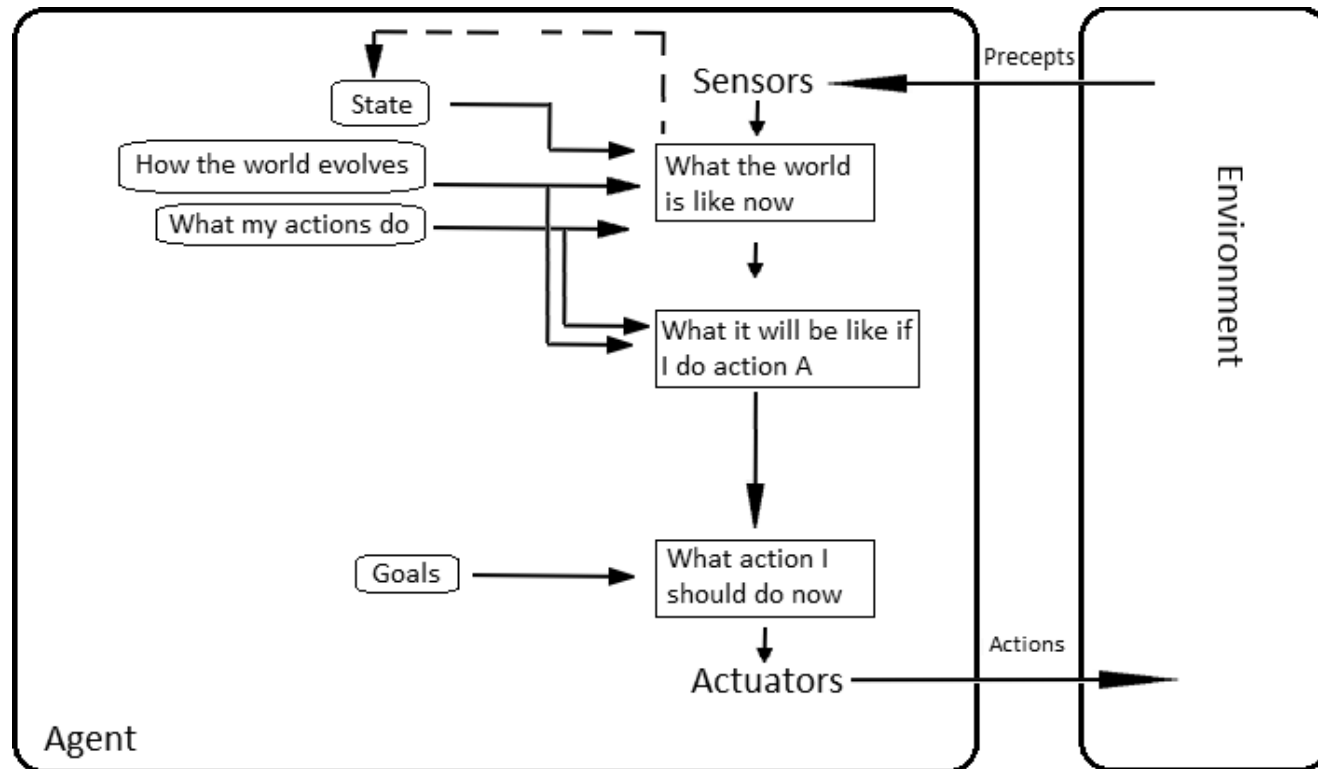 Precepts
Sensors
State
How the world evolves
What my actions do
What the world
is like now
Environment
What it will be like if
I do action A
Goals
What action I
should do now
Actions
Actuators
Agent